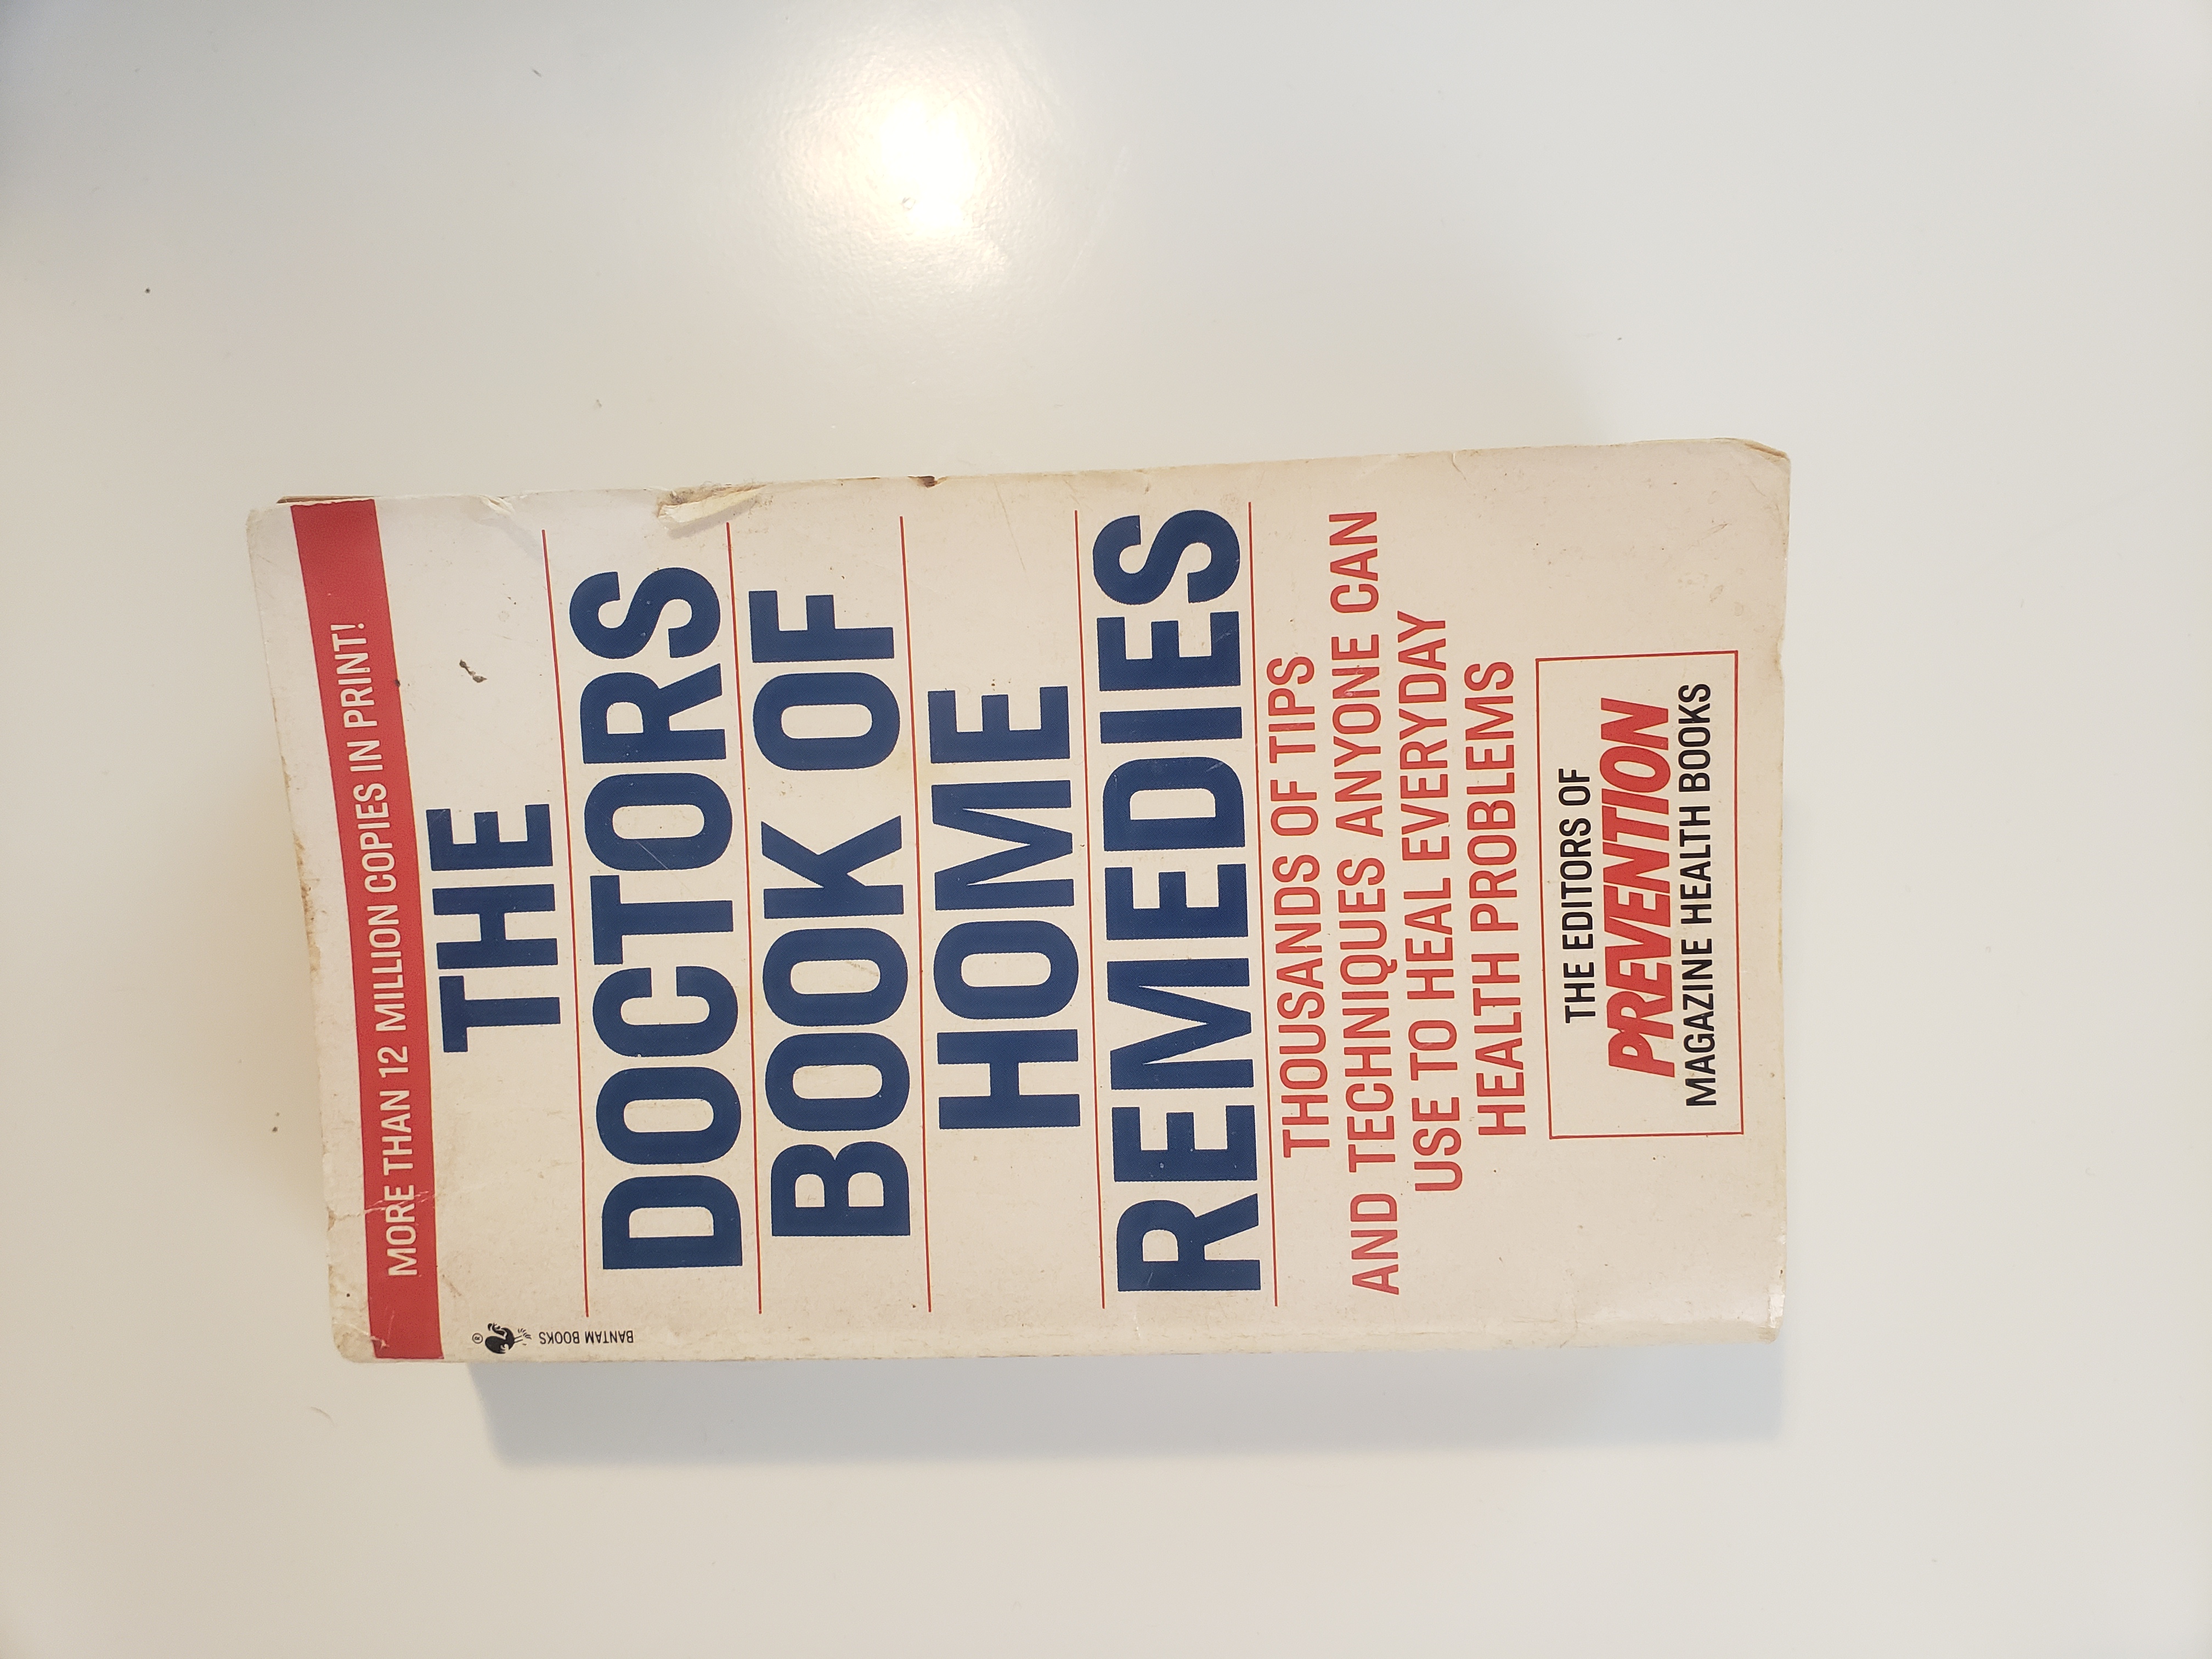 MORE THAN 12 MILLION COPIES IN PRINT!
®
BANTAM BOOKS
THE
DOCTORS
BOOK OF
HOME
REMEDIES
THOUSANDS OF TIPS
AND TECHNIQUES ANYONE CAN
USE TO HEAL EVERYDAY
HEALTH PROBLEMS
THE EDITORS OF
PREVENTION
MAGAZINE HEALTH BOOKS